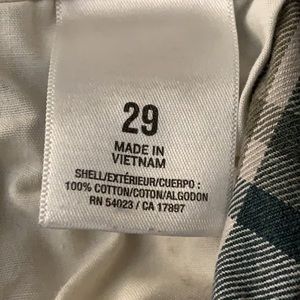 29
MADE IN
VIETNAM
SHELL/EXTÉRIEUR/CUERPO :
100% COTTON/COTON/ALGODON
RN 54023 / CA 17897